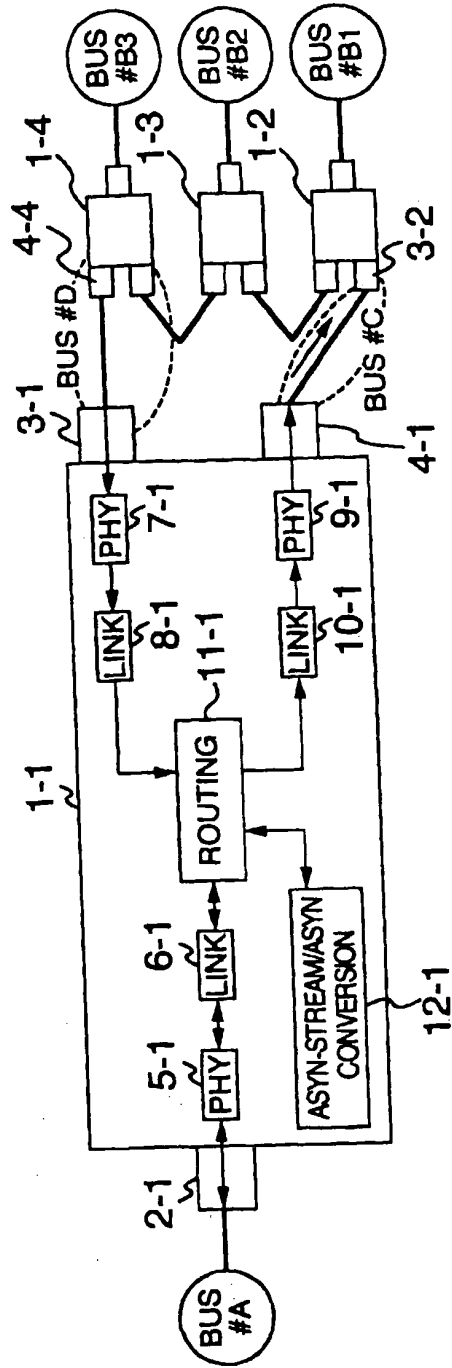 BUS
#A
2-1
1-1
5-1
PHY
6-1
LINK
ROUTING
11-1
ASYN-STREAM/ASYN
CONVERSION
12-1
LINK
8-1
PHY
7-1
LINK
10-1
PHY
9-1
3-1
BUS #D
4-4
1-4
BUS
#B3
1-3
BUS
#B2
1-2
BUS
#B1
3-2
BUS #C
4-1